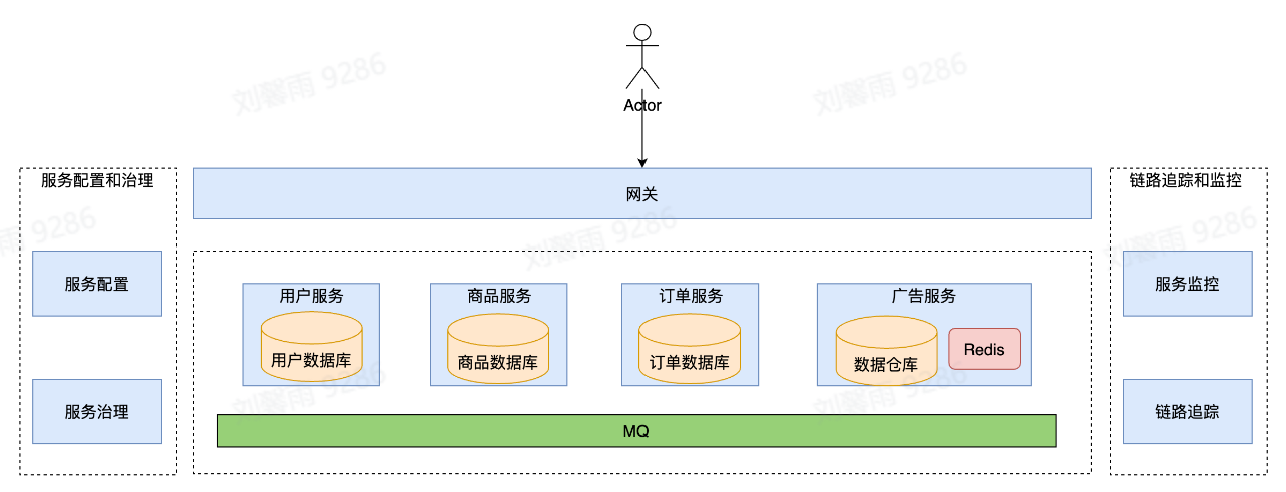 刘馨雨 9286
刘馨雨 9286
Actor
服务配置和治理
网关
链路追踪和监控
雨 9286
刘馨雨 9286
刘馨雨 9286
服务配置
用户服务
用户数据库
商品服务
商品数据库
订单服务
订单数据库
广告服务
数据仓库
Redis
服务监控
服务治理
刘馨雨 9286
刘馨雨 9286
MQ
链路追踪